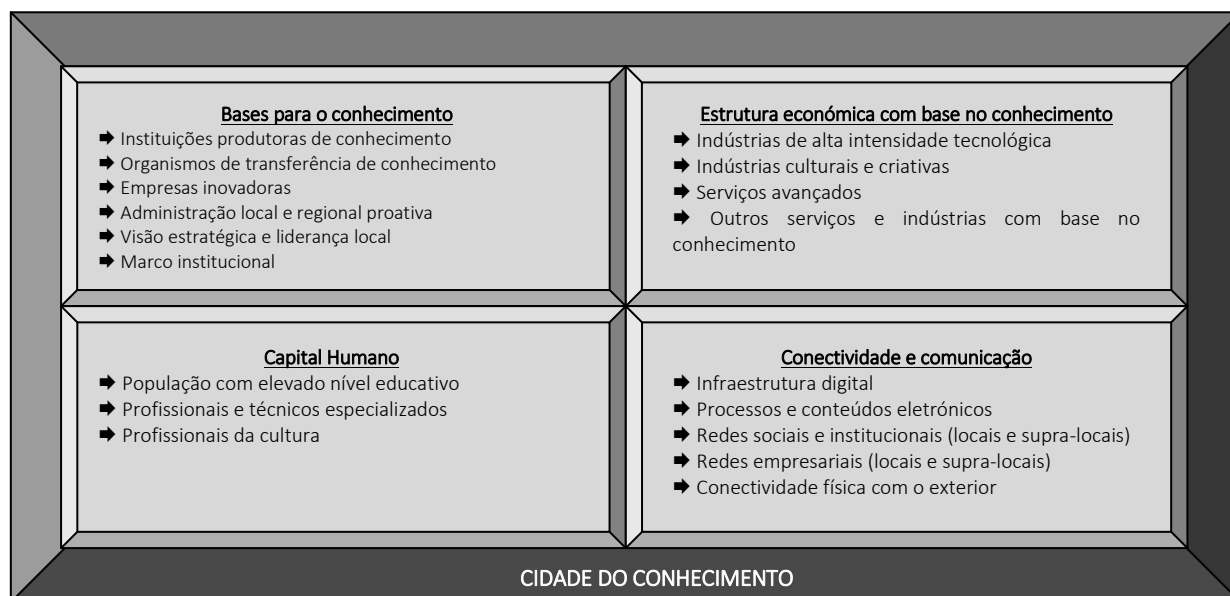 Bases para o conhecimento
🡆 Instituições produtoras de conhecimento
🡆 Organismos de transferência de conhecimento
🡆 Empresas inovadoras
🡆 Administração local e regional proativa
🡆 Visão estratégica e liderança local
🡆 Marco institucional
Estrutura económica com base no conhecimento
🡆 Indústrias de alta intensidade tecnológica
🡆 Indústrias culturais e criativas
🡆 Serviços avançados
🡆 Outros serviços e indústrias com base no
conhecimento
Capital Humano
🡆 População com elevado nível educativo
🡆 Profissionais e técnicos especializados
🡆 Profissionais da cultura
Conectividade e comunicação
🡆 Infraestrutura digital
🡆 Processos e conteúdos eletrónicos
🡆 Redes sociais e institucionais (locais e supra-locais)
🡆 Redes empresariais (locais e supra-locais)
🡆 Conectividade física com o exterior
CIDADE DO CONHECIMENTO